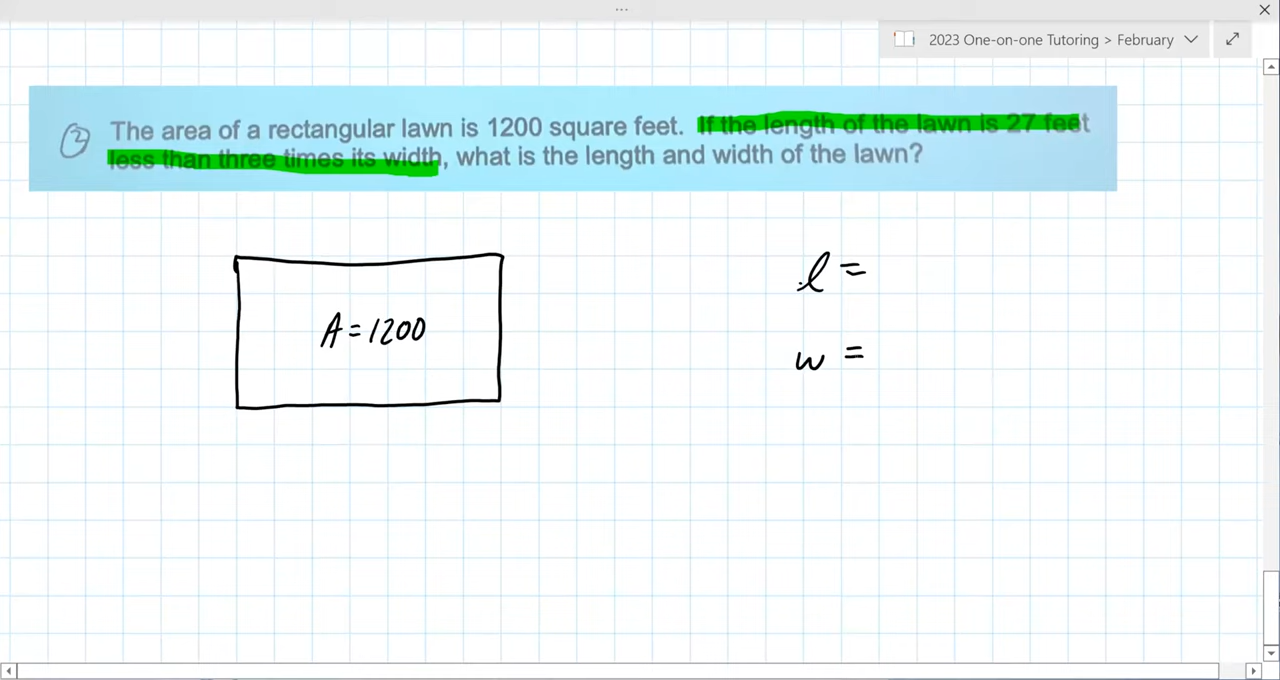 2023 One-on-one Tutoring > February
② The area of a rectangular lawn is 1200 square feet. If the length of the lawn is 27 feet
less than three times its width, what is the length and width of the lawn?
l =
A = 1200
w =